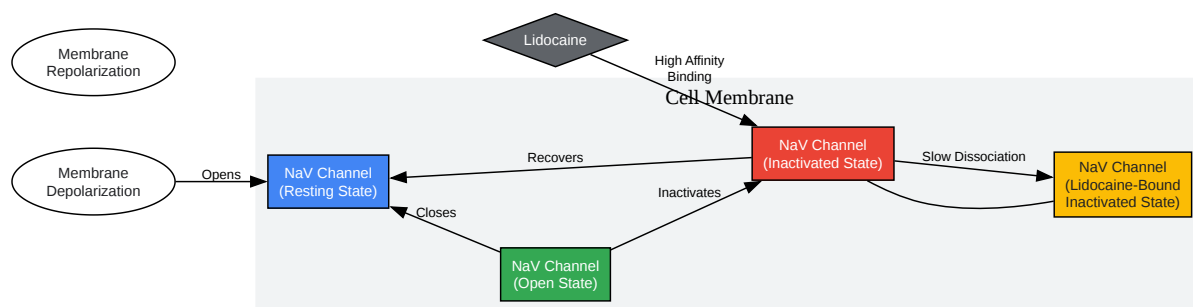 Lidocaine
Membrane
Repolarization
High Affinity
Binding
Cell Membrane
NaV Channel
(Inactivated State)
Recovers
Slow Dissociation
Membrane
Depolarization
Opens
NaV Channel
(Resting State)
NaV Channel
(Lidocaine-Bound
Inactivated State)
Inactivates
Closes
NaV Channel
(Open State)